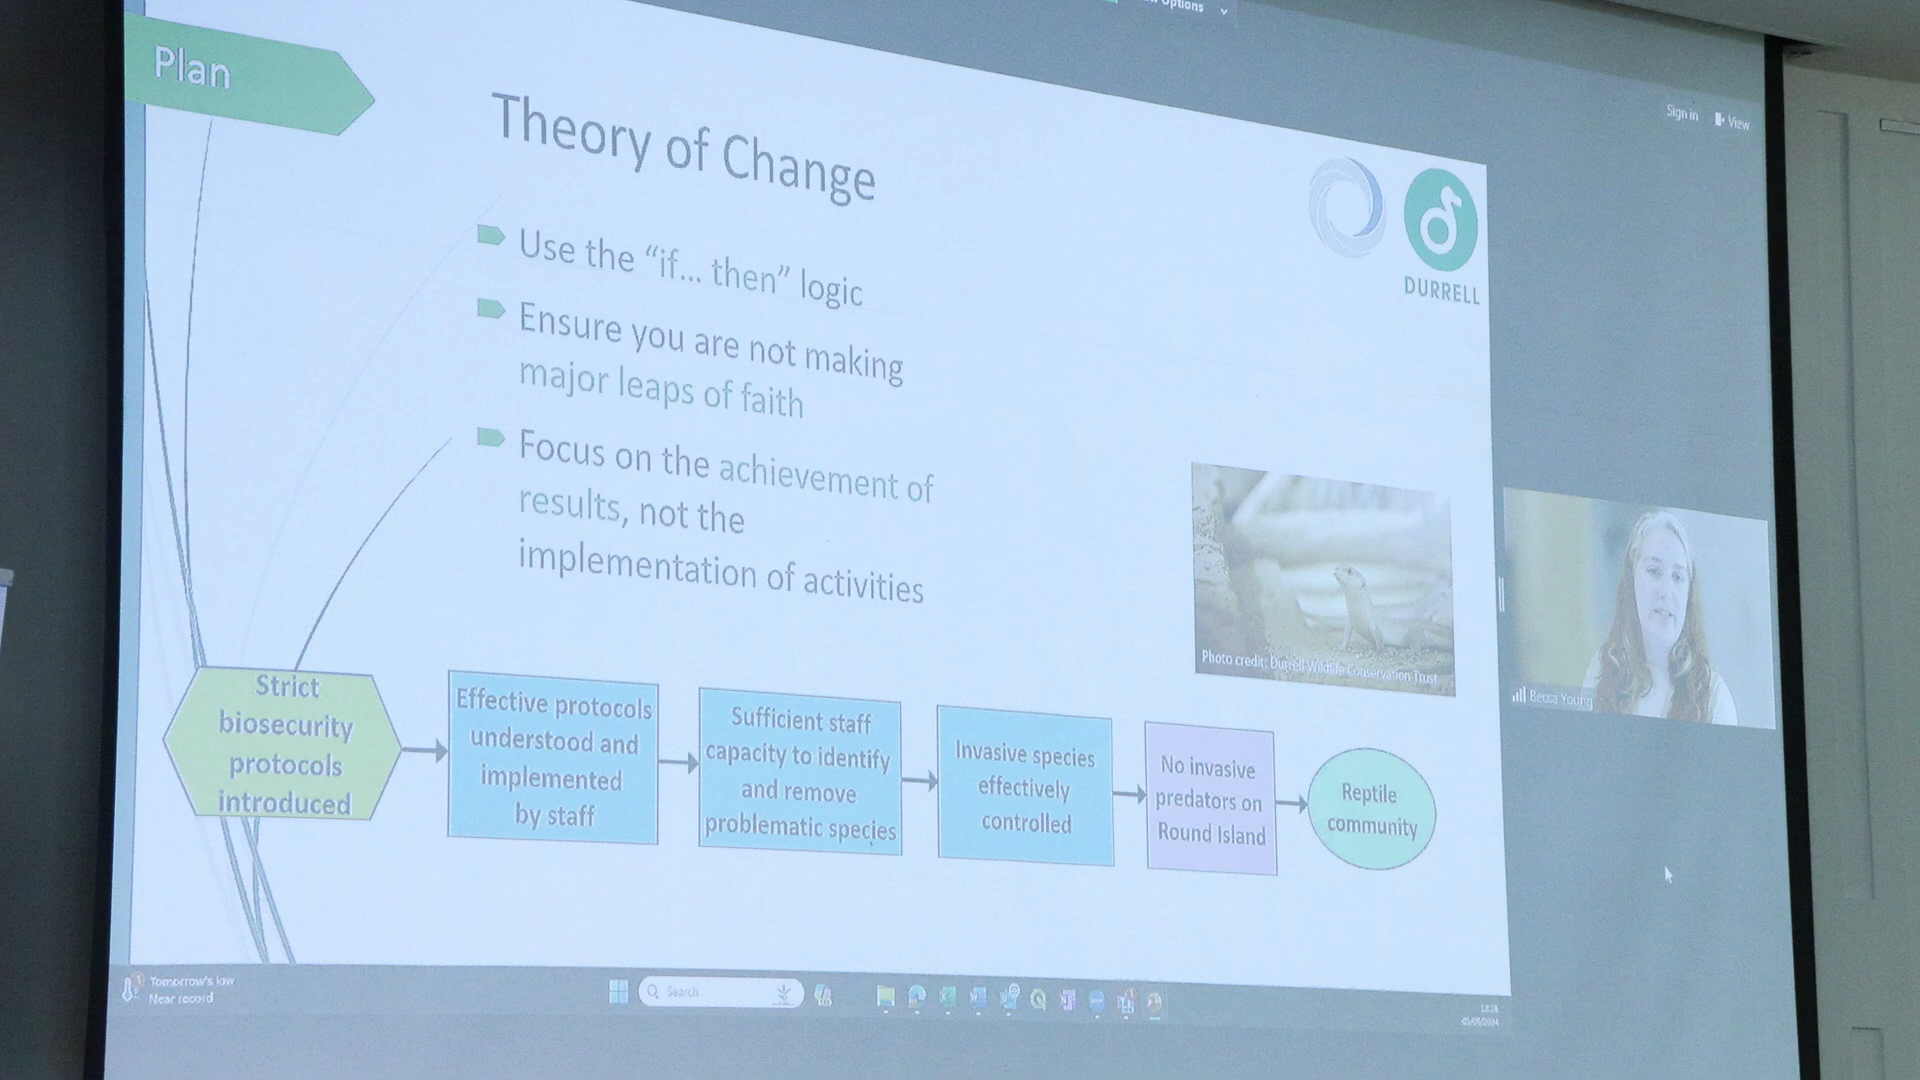 Options
Sign in
View
Plan
Theory of Change
Use the “if... then” logic
Ensure you are not making
major leaps of faith
Focus on the achievement of
results, not the
implementation of activities
DURRELL
Photo credit: Durrell Wildlife Conservation Trust
Becca Young
Strict
biosecurity
protocols
introduced
Effective protocols
understood and
implemented
by staff
Sufficient staff
capacity to identify
and remove
problematic species
Invasive species
effectively
controlled
No invasive
predators on
Round Island
Reptile
community
Tomorrow's low
Near record
Search